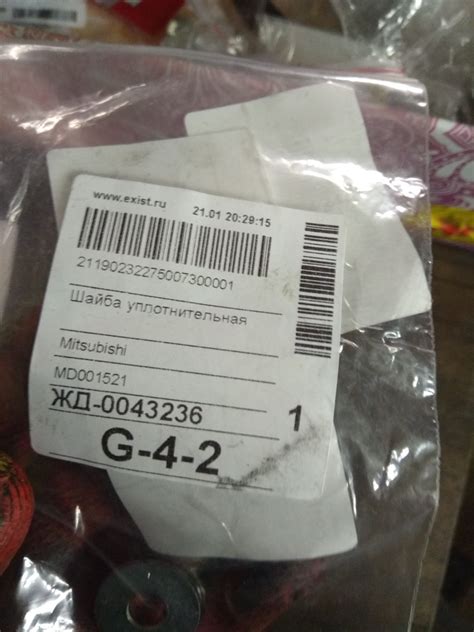 www.exist.ru 21.01 20:29:15
21190232275007300001
Шайба уплотнительная
Mitsubishi
MD001521
ЖД-0043236
1
G-4-2